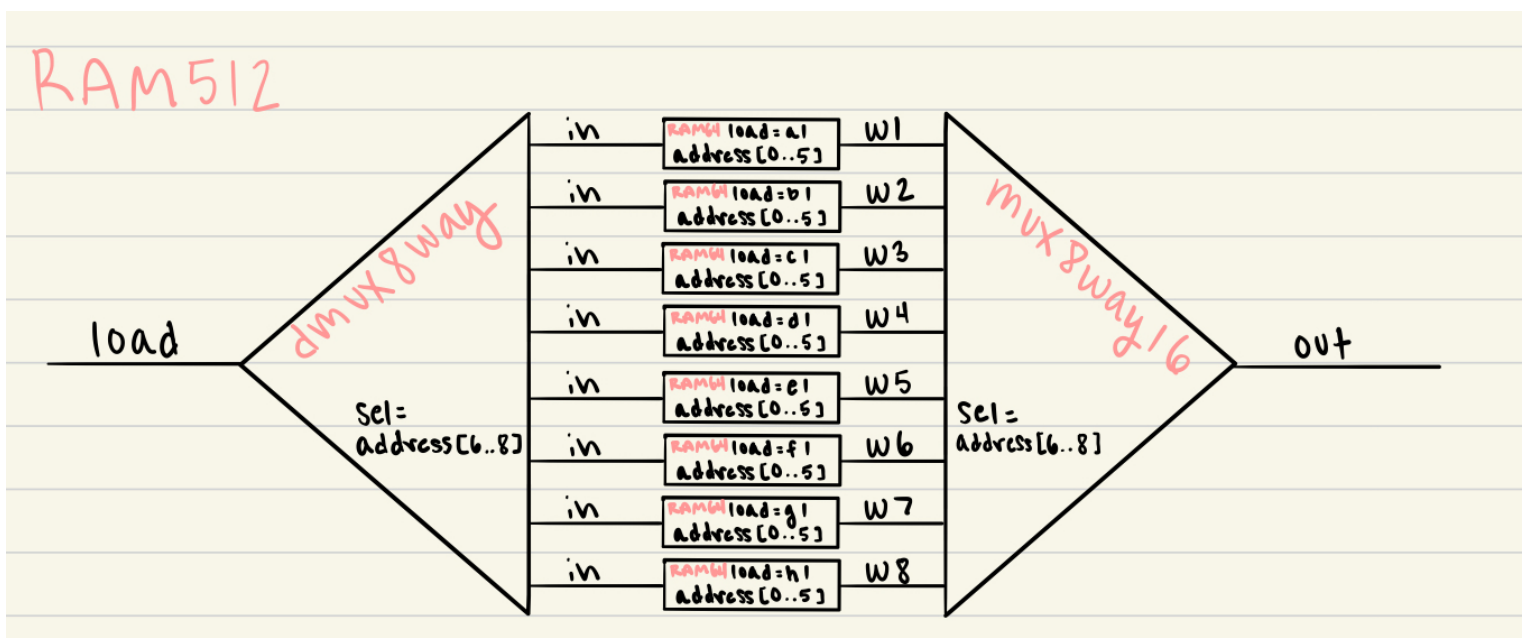 RAM512
load
dmux8way
sel=
address[6..8]
in
RAM64 load=a1
address[0..5]
w1
in
RAM64 load=b1
address[0..5]
w2
in
RAM64 load=c1
address[0..5]
w3
in
RAM64 load=d1
address[0..5]
w4
in
RAM64 load=e1
address[0..5]
w5
in
RAM64 load=f1
address[0..5]
w6
in
RAM64 load=g1
address[0..5]
w7
in
RAM64 load=h1
address[0..5]
w8
mux8way16
sel=
address[6..8]
out